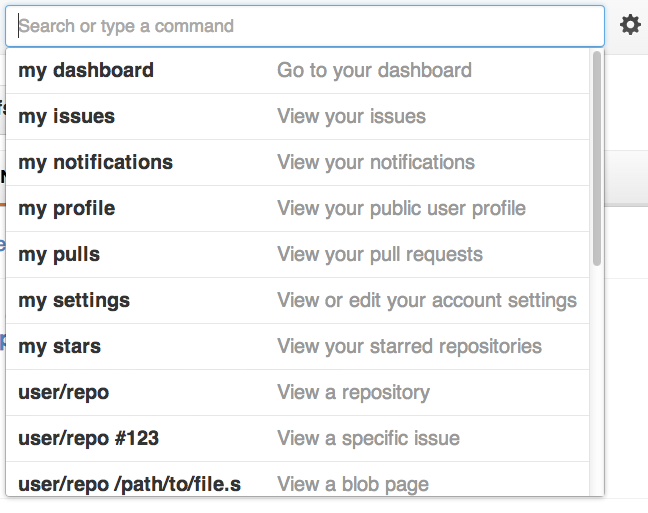 Search or type a command
my dashboard Go to your dashboard
my issues View your issues
my notifications View your notifications
my profile View your public user profile
my pulls View your pull requests
my settings View or edit your account settings
my stars View your starred repositories
user/repo View a repository
user/repo #123 View a specific issue
user/repo /path/to/file.s View a blob page